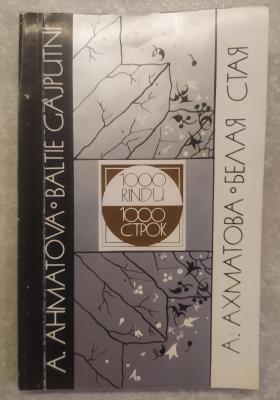 A. AHMATOVA • BALTIE GĀJPUTNI
1000
RINDU
1000
СТРОК
А. АХМАТОВА • БЕЛАЯ СТАЯ